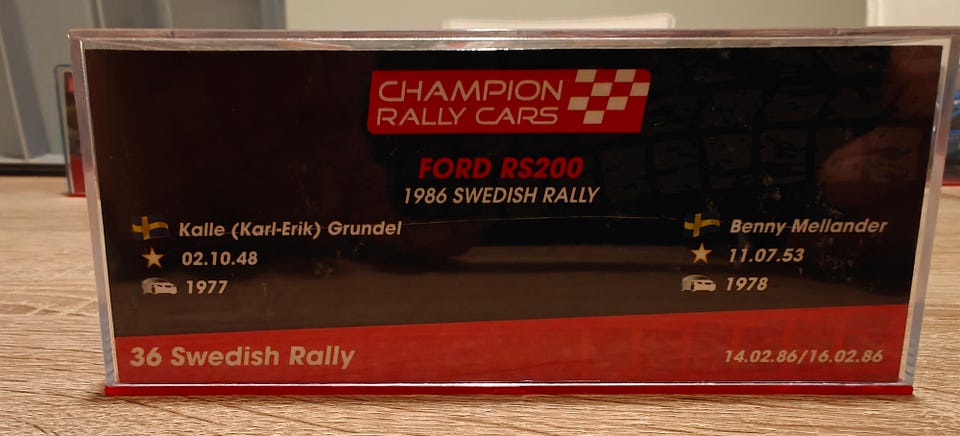 CHAMPION
RALLY CARS
FORD RS200
1986 SWEDISH RALLY
Kalle (Karl-Erik) Grundel
02.10.48
1977
Benny Mellander
11.07.53
1978
36 Swedish Rally
14.02.86/16.02.86